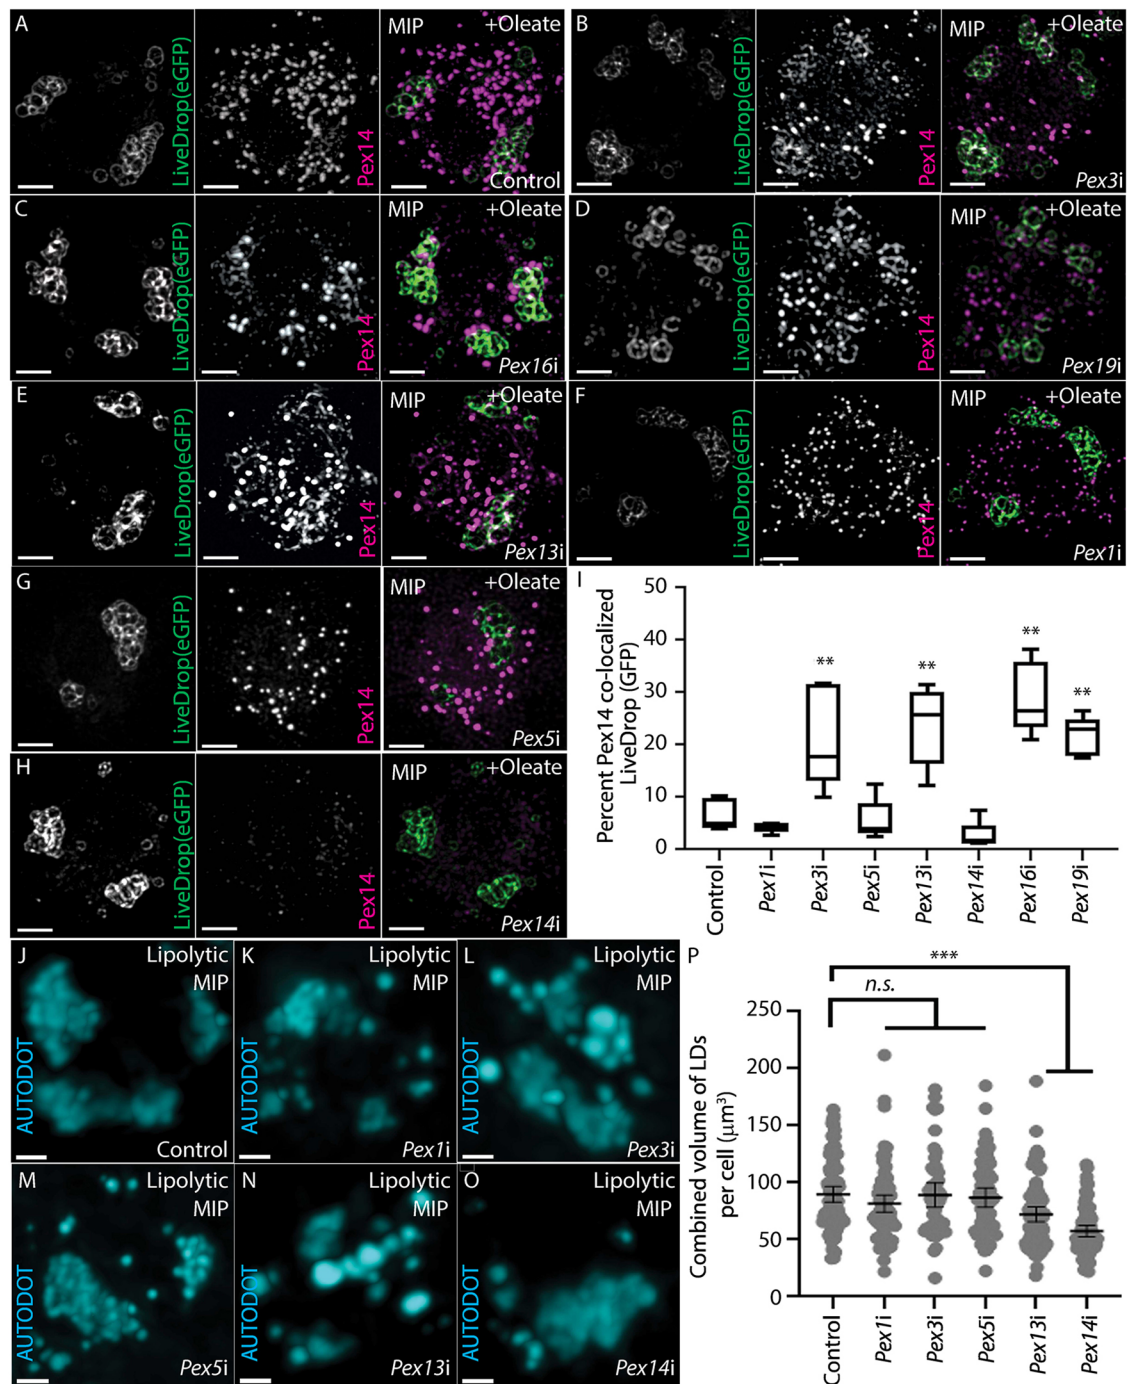 A LiveDrop(eGFP) Pex14 MIP +Oleate Control
B LiveDrop(eGFP) Pex14 MIP +Oleate Pex3i
C LiveDrop(eGFP) Pex14 MIP +Oleate Pex16i
D LiveDrop(eGFP) Pex14 MIP +Oleate Pex19i
E LiveDrop(eGFP) Pex14 MIP +Oleate Pex13i
F LiveDrop(eGFP) Pex14 MIP +Oleate Pex1i
G LiveDrop(eGFP) Pex14 MIP +Oleate Pex5i
H LiveDrop(eGFP) Pex14 MIP +Oleate Pex14i
I
Percent Pex14 co-localized
LiveDrop (GFP)
50
40
30
20
10
0
** ** ** **
Control Pex1i Pex3i Pex5i Pex13i Pex14i Pex16i Pex19i
J Lipolytic
MIP
AUTODOT
Control
K Lipolytic
MIP
AUTODOT
Pex1i
L Lipolytic
MIP
AUTODOT
Pex3i
M Lipolytic
MIP
AUTODOT
Pex5i
N Lipolytic
MIP
AUTODOT
Pex13i
O Lipolytic
MIP
AUTODOT
Pex14i
P
***
n.s.
Combined volume of LDs
per cell (μm³)
250
200
150
100
50
0
Control Pex1i Pex3i Pex5i Pex13i Pex14i